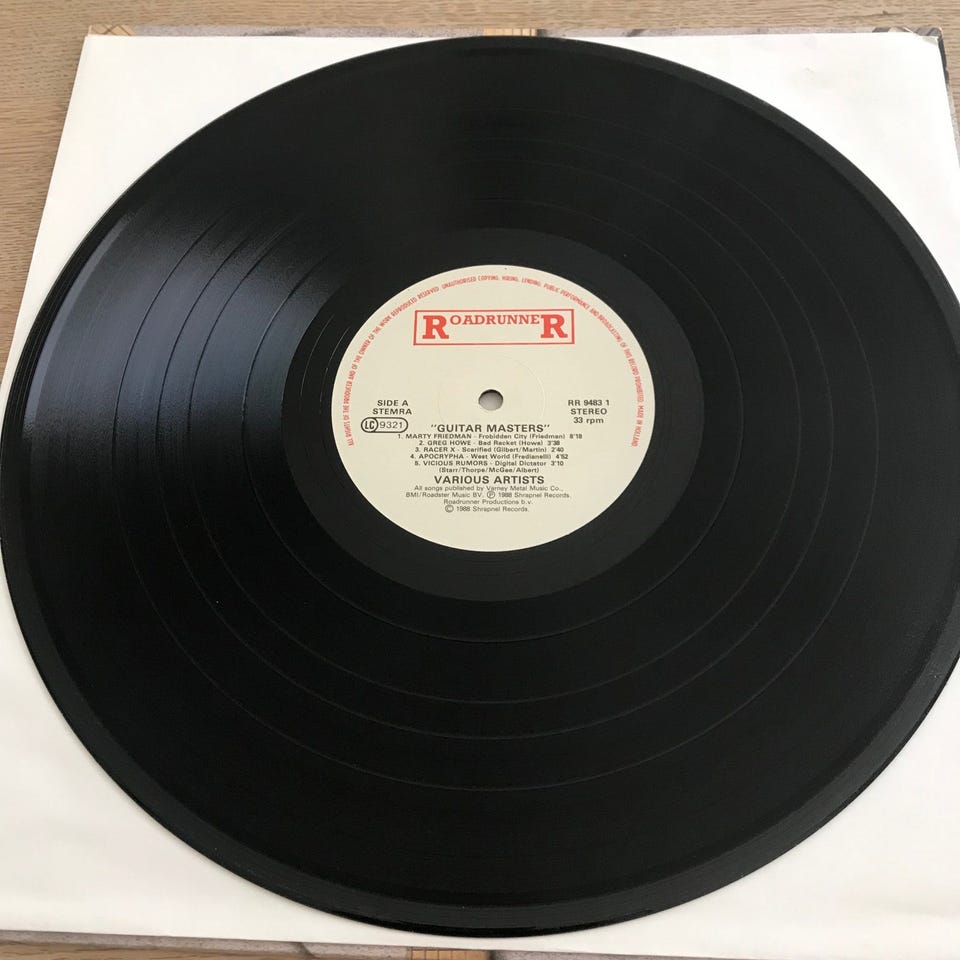 ALL RIGHTS OF THE PRODUCER AND OF THE OWNER OF THE WORK REPRODUCED RESERVED. UNAUTHORISED COPYING, HIRING, LENDING, PUBLIC PERFORMANCE AND BROADCASTING OF THIS RECORD PROHIBITED. MADE IN HOLLAND
ROADRUNNER
SIDE A
STEMRA
LC 9321
RR 9483 1
STEREO
33 rpm
"GUITAR MASTERS"
1. MARTY FRIEDMAN - Frobidden City (Friedman) 8'18
2. GREG HOWE - Bad Racket (Howe) 3'38
3. RACER X - Scarified (Gilbert/Martin) 2'40
4. APOCRYPHA - West World (Fredianelli) 4'52
5. VICIOUS RUMORS - Digital Dictator 3'10
(Starr/Thorpe/McGee/Albert)
VARIOUS ARTISTS
All songs published by Varney Metal Music Co.,
BMI/Roadster Music BV. Ⓟ 1988 Shrapnel Records.
Roadrunner Productions b.v.
© 1988 Shrapnel Records.